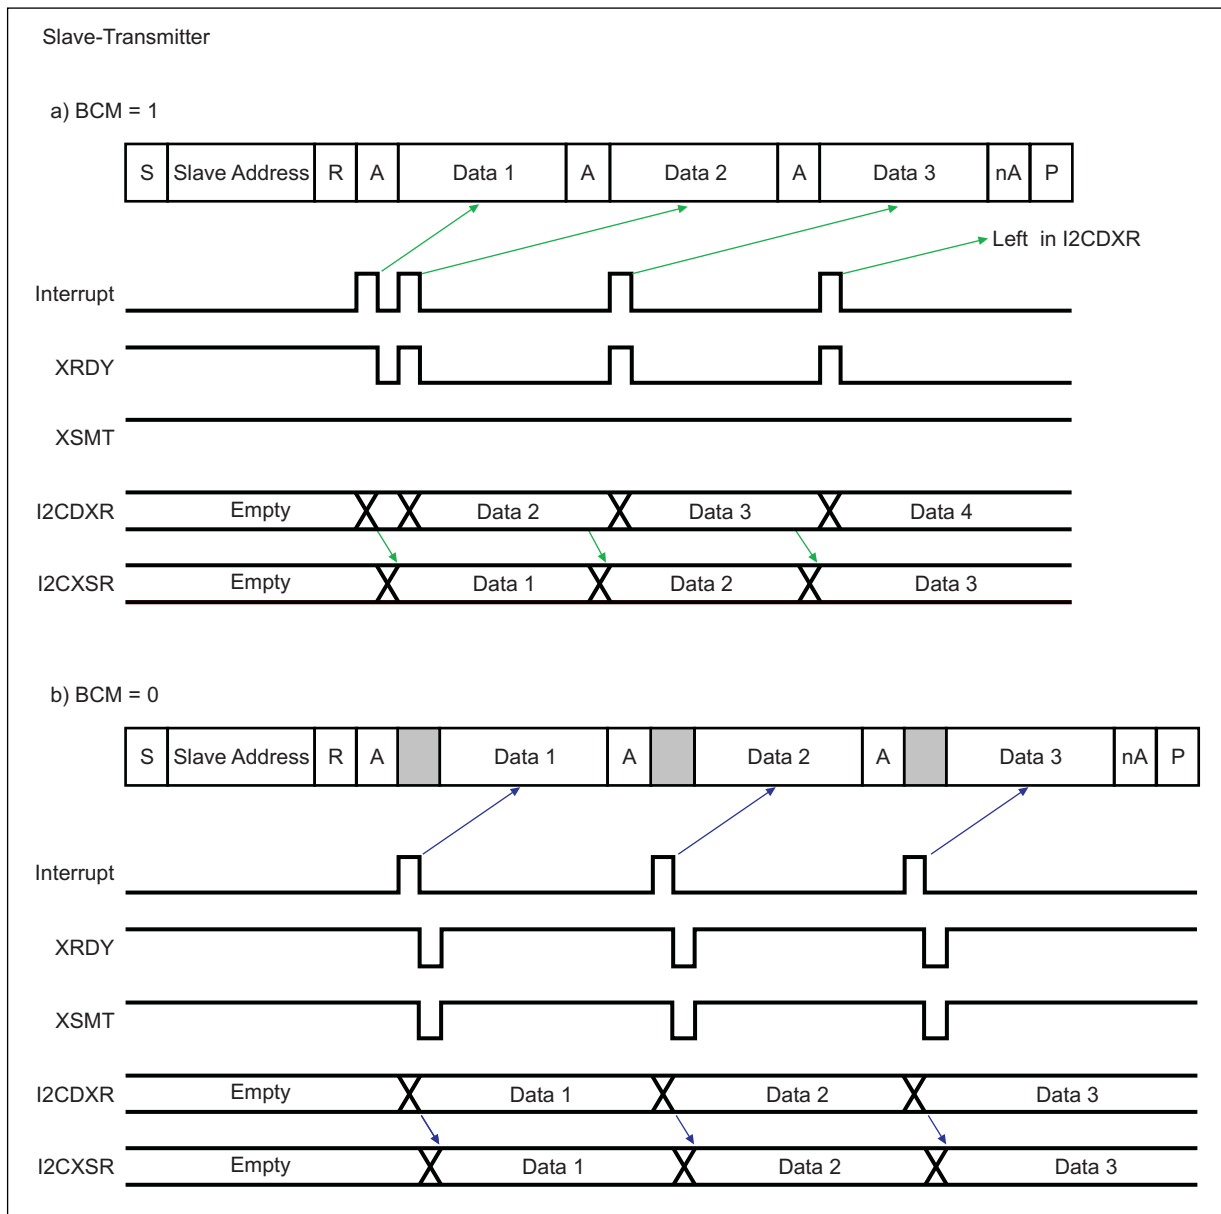 Slave-Transmitter
a) BCM = 1
S Slave Address R A Data 1 A Data 2 A Data 3 nA P
Left in I2CDXR
Interrupt
XRDY
XSMT
I2CDXR Empty Data 2 Data 3 Data 4
I2CXSR Empty Data 1 Data 2 Data 3
b) BCM = 0
S Slave Address R A Data 1 A Data 2 A Data 3 nA P
Interrupt
XRDY
XSMT
I2CDXR Empty Data 1 Data 2 Data 3
I2CXSR Empty Data 1 Data 2 Data 3